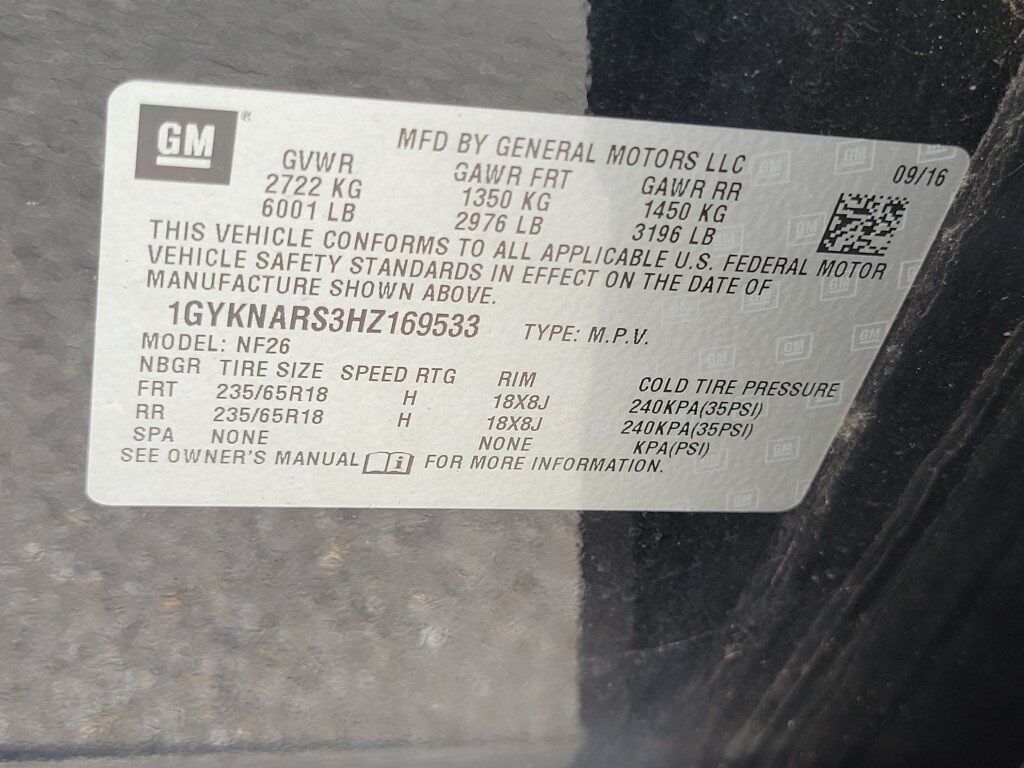 GM ®
MFD BY GENERAL MOTORS LLC
09/16
GVWR GAWR FRT GAWR RR
2722 KG 1350 KG 1450 KG
6001 LB 2976 LB 3196 LB
THIS VEHICLE CONFORMS TO ALL APPLICABLE U.S. FEDERAL MOTOR
VEHICLE SAFETY STANDARDS IN EFFECT ON THE DATE OF
MANUFACTURE SHOWN ABOVE.
1GYKNARS3HZ169533 TYPE: M.P.V.
MODEL: NF26
NBGR TIRE SIZE SPEED RTG RIM COLD TIRE PRESSURE
FRT 235/65R18 H 18X8J 240KPA(35PSI)
RR 235/65R18 H 18X8J 240KPA(35PSI)
SPA NONE NONE KPA(PSI)
SEE OWNER'S MANUAL i FOR MORE INFORMATION.